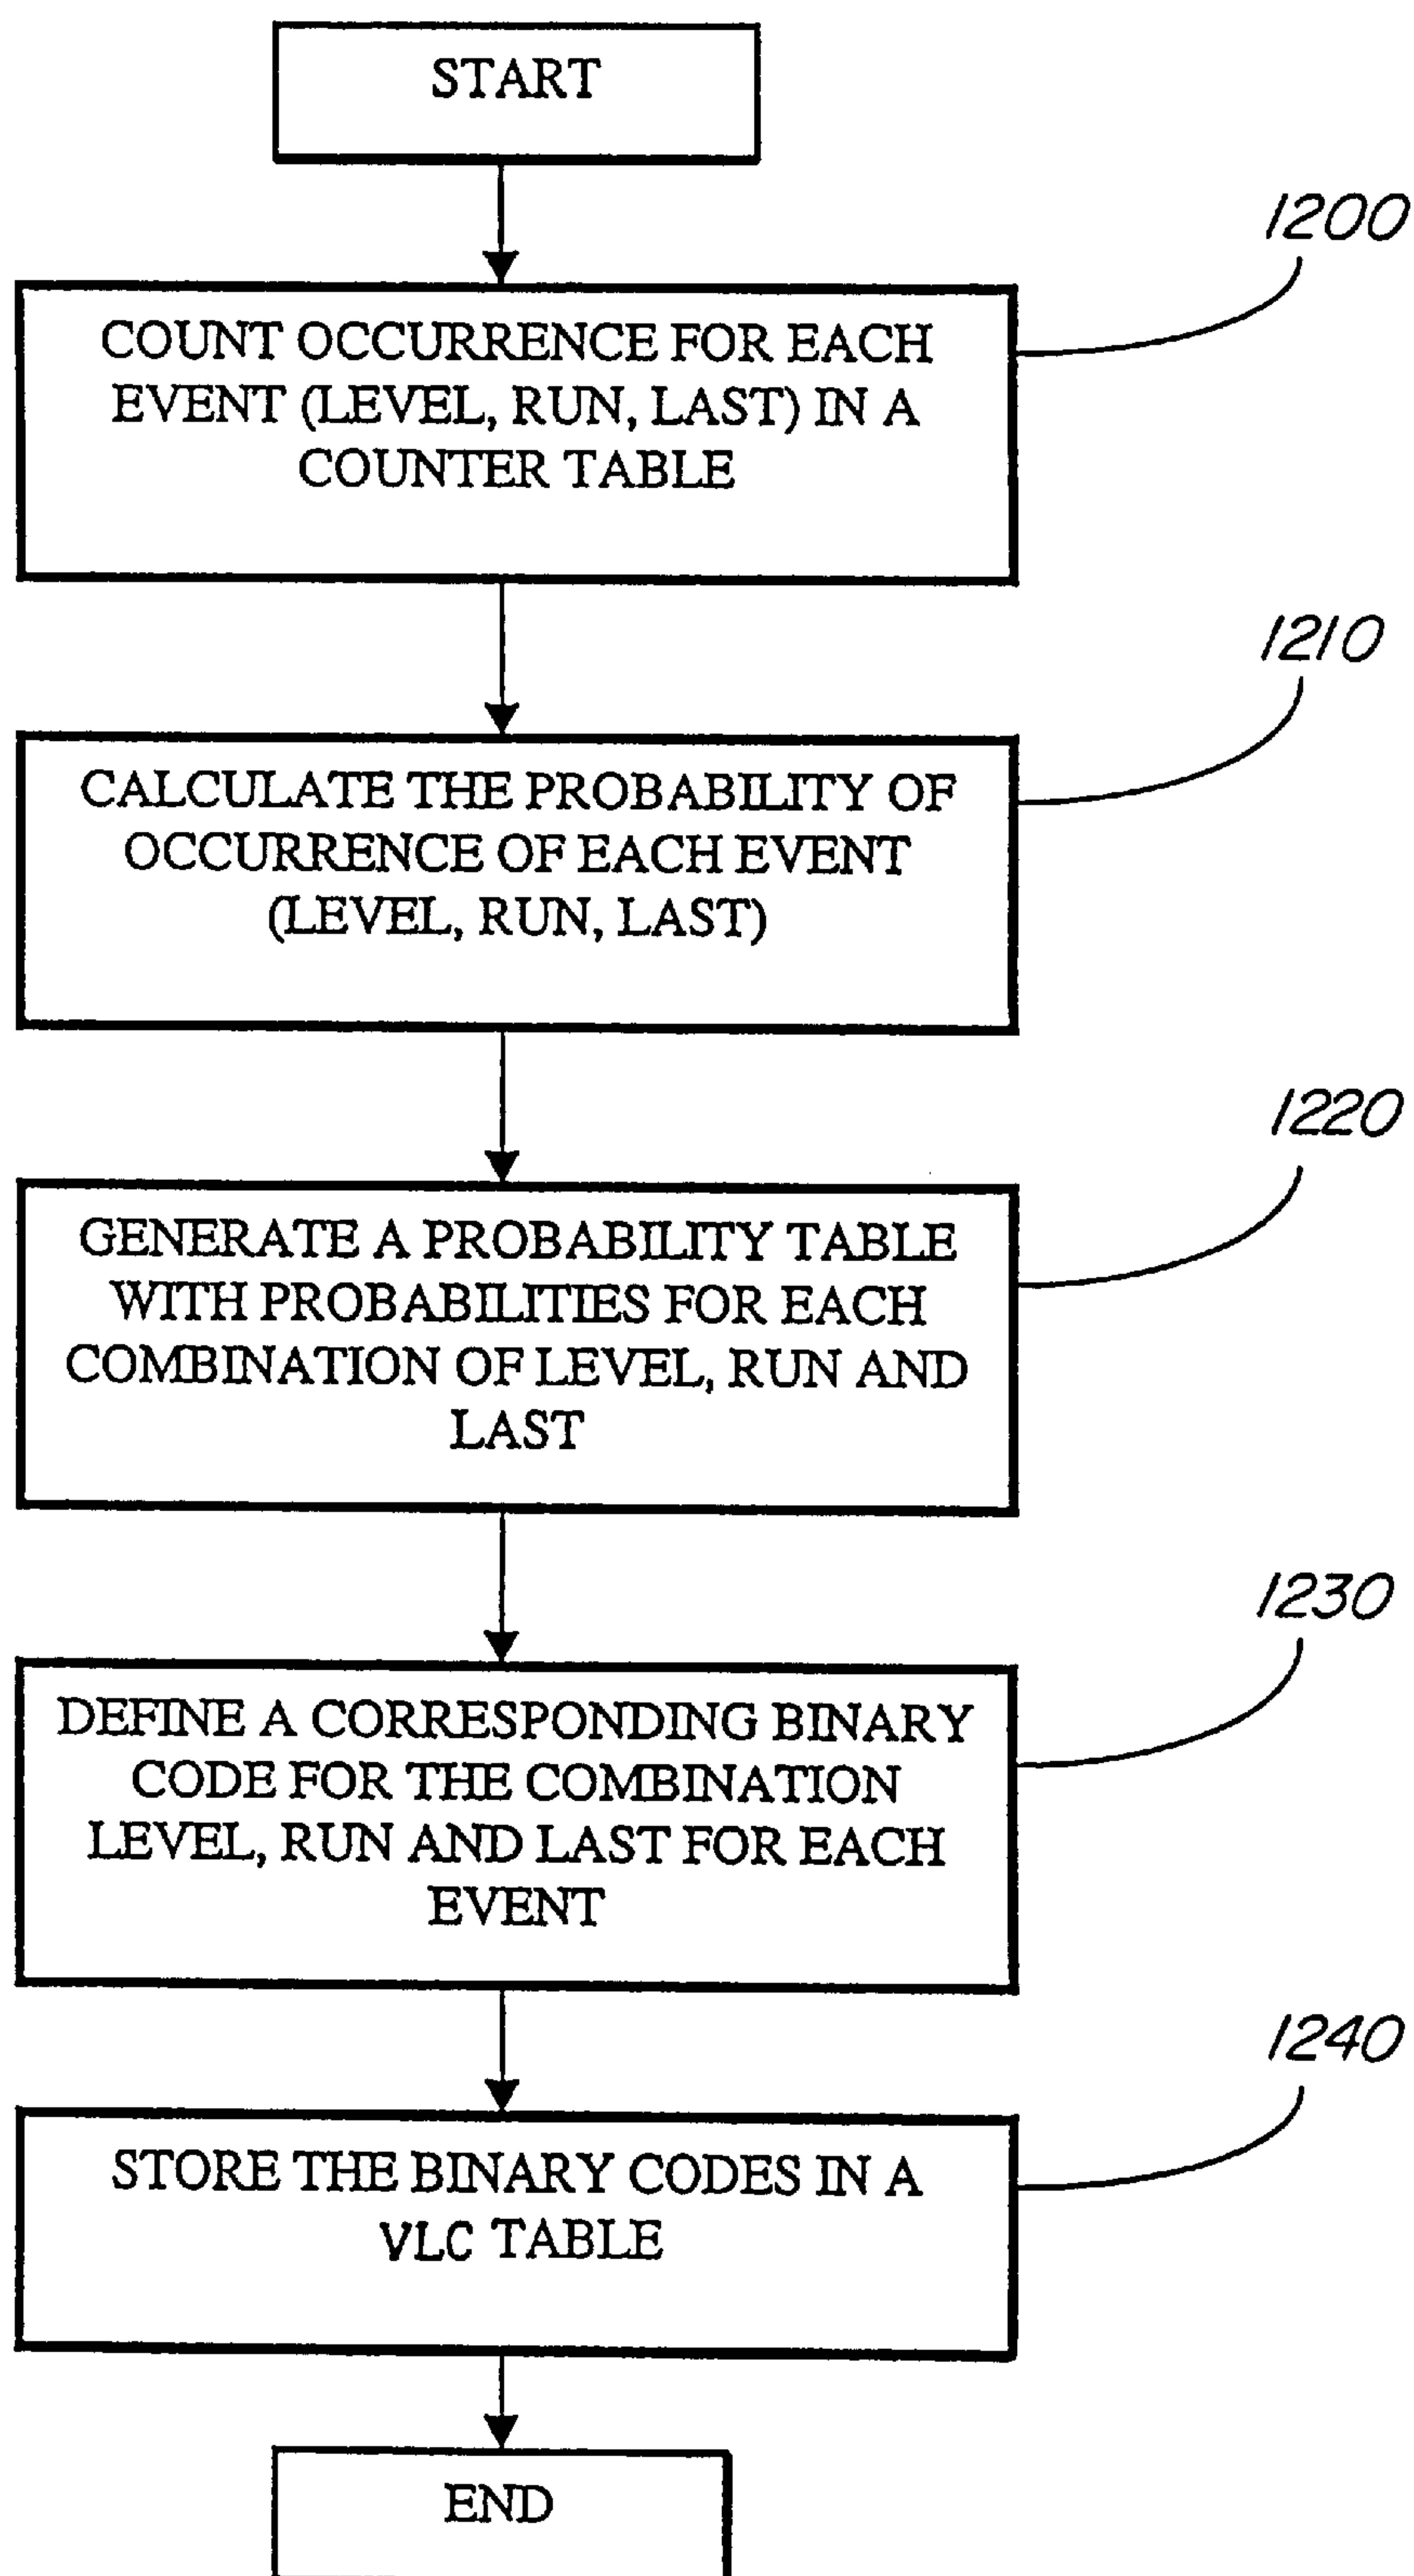 START
1200
COUNT OCCURRENCE FOR EACH
EVENT (LEVEL, RUN, LAST) IN A
COUNTER TABLE
1210
CALCULATE THE PROBABILITY OF
OCCURRENCE OF EACH EVENT
(LEVEL, RUN, LAST)
1220
GENERATE A PROBABILITY TABLE
WITH PROBABILITIES FOR EACH
COMBINATION OF LEVEL, RUN AND
LAST
1230
DEFINE A CORRESPONDING BINARY
CODE FOR THE COMBINATION
LEVEL, RUN AND LAST FOR EACH
EVENT
1240
STORE THE BINARY CODES IN A
VLC TABLE
END